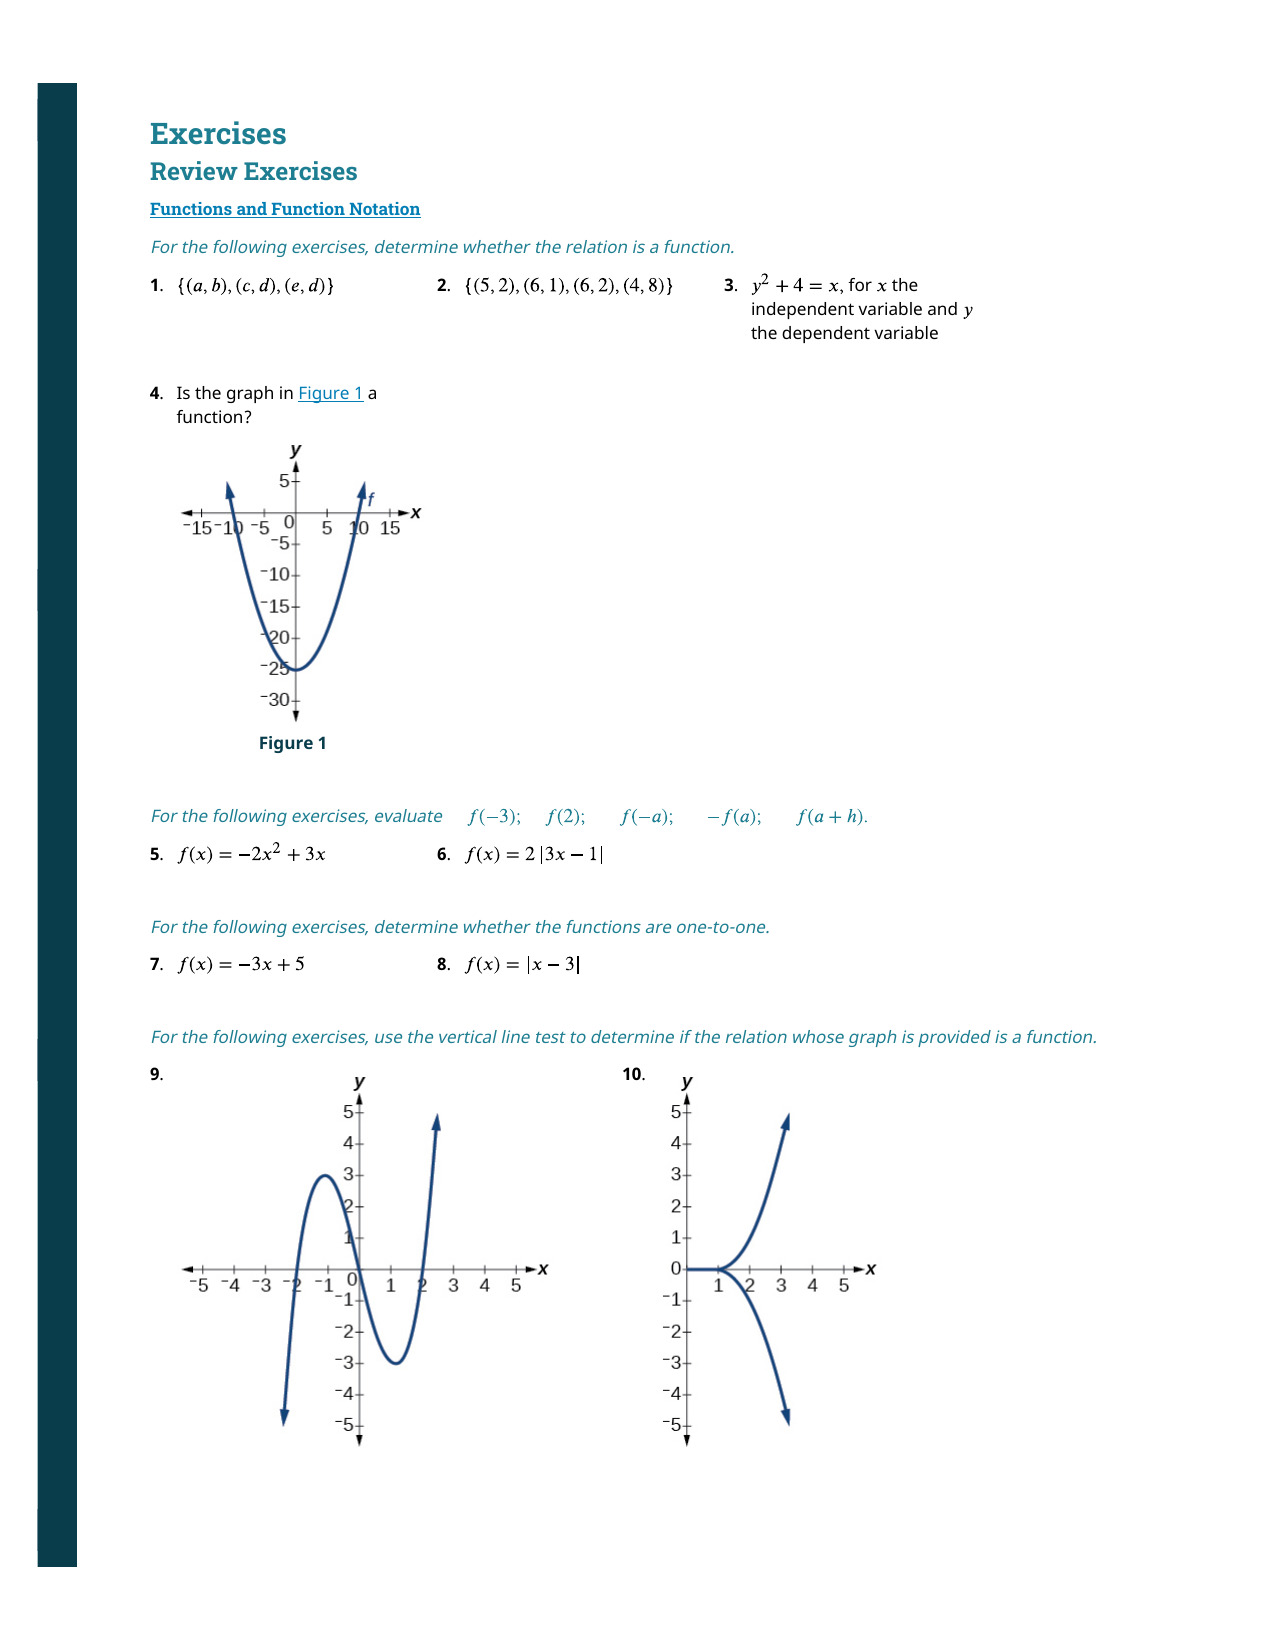 Exercises
Review Exercises
Functions and Function Notation
For the following exercises, determine whether the relation is a function.
1. {(a, b), (c, d), (e, d)}
2. {(5, 2), (6, 1), (6, 2), (4, 8)}
3. y² + 4 = x, for x the
independent variable and y
the dependent variable
4. Is the graph in Figure 1 a
function?
y
5
f
x
-15 -10 -5 0 5 10 15
-5
-10
-15
-20
-25
-30
Figure 1
For the following exercises, evaluate f(−3); f(2); f(−a); −f(a); f(a + h).
5. f(x) = −2x² + 3x
6. f(x) = 2 |3x − 1|
For the following exercises, determine whether the functions are one-to-one.
7. f(x) = −3x + 5
8. f(x) = |x − 3|
For the following exercises, use the vertical line test to determine if the relation whose graph is provided is a function.
9.
y
5
4
3
2
1
x
-5 -4 -3 -2 -1 0 1 2 3 4 5
-1
-2
-3
-4
-5
10.
y
5
4
3
2
1
0
x
1 2 3 4 5
-1
-2
-3
-4
-5